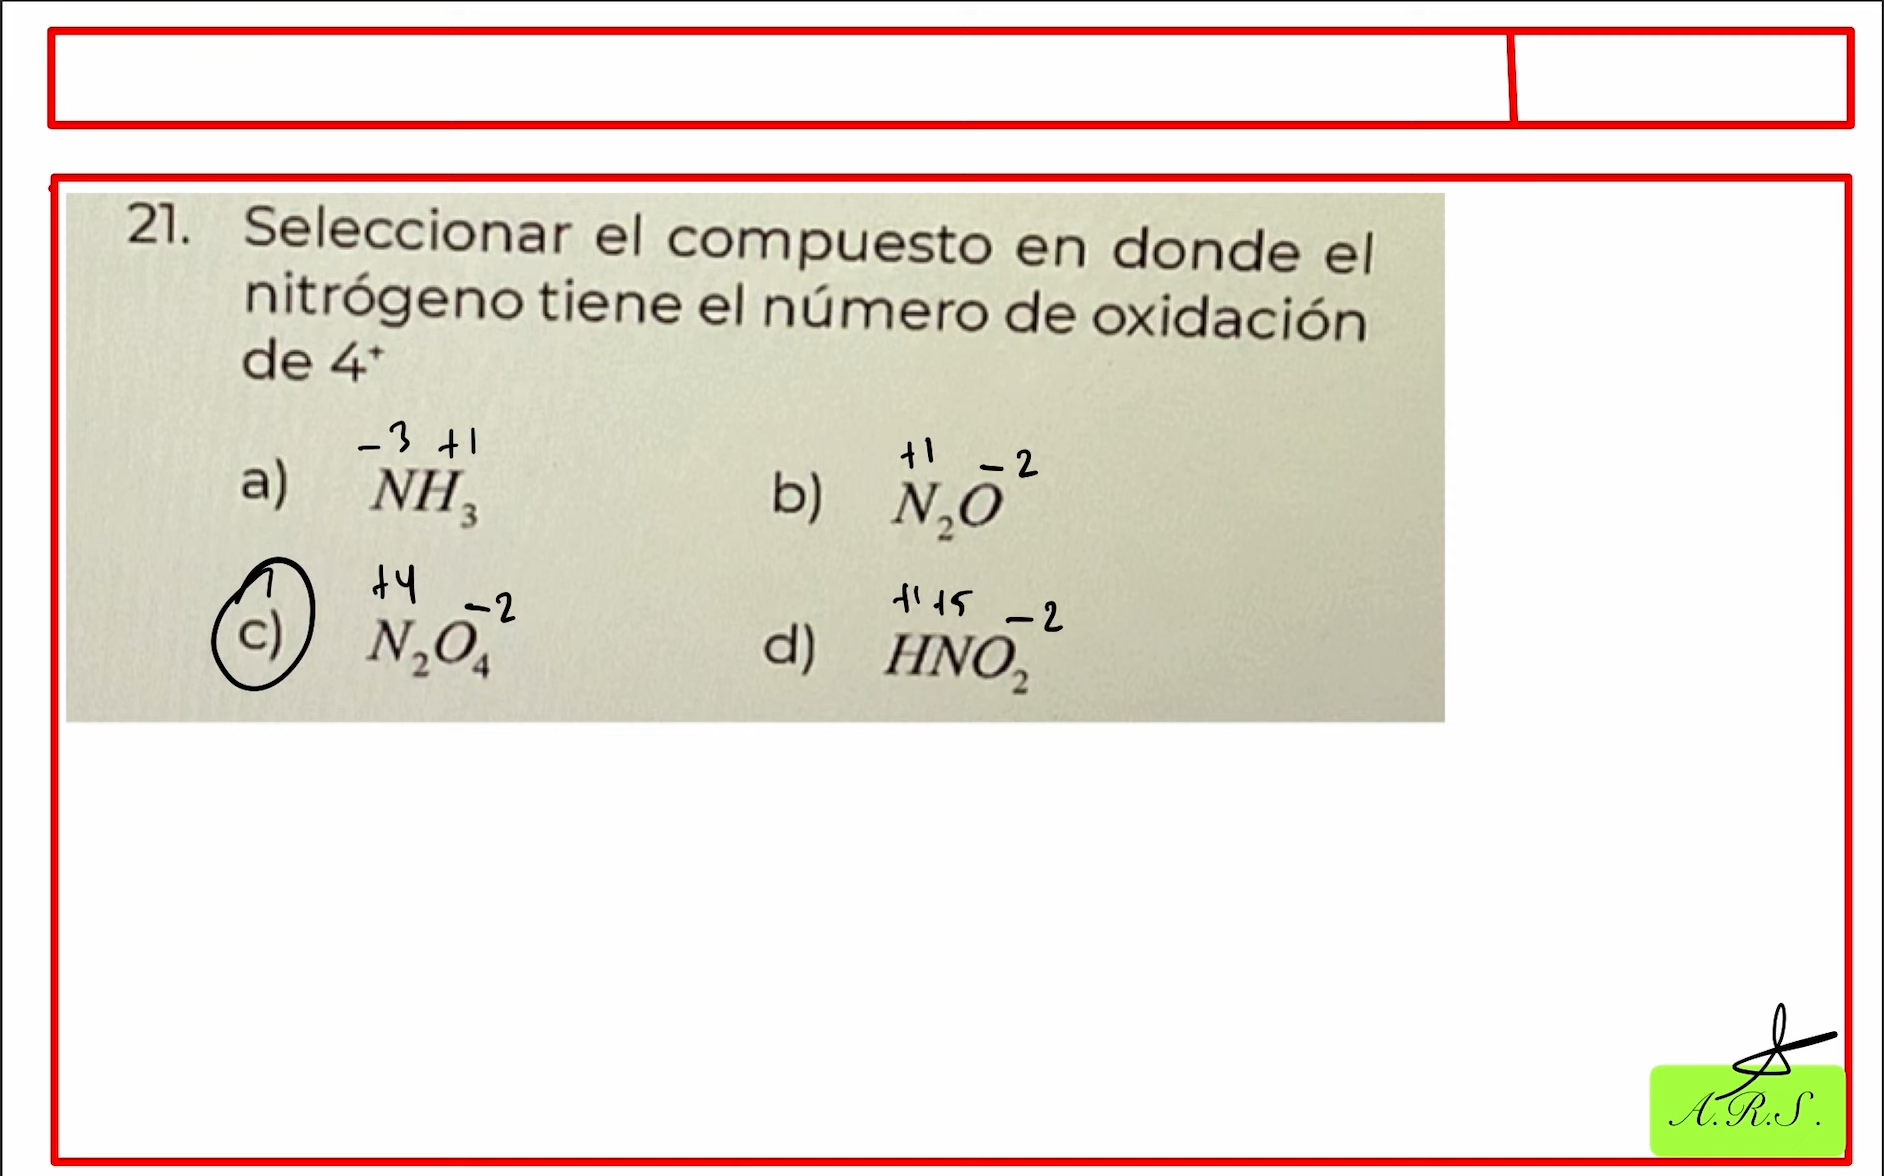 21. Seleccionar el compuesto en donde el
nitrógeno tiene el número de oxidación
de 4⁺
-3 +1
a) NH₃
+1 -2
b) N₂O
+4 -2
c) N₂O₄
+1 +5 -2
d) HNO₂
A.R.S.